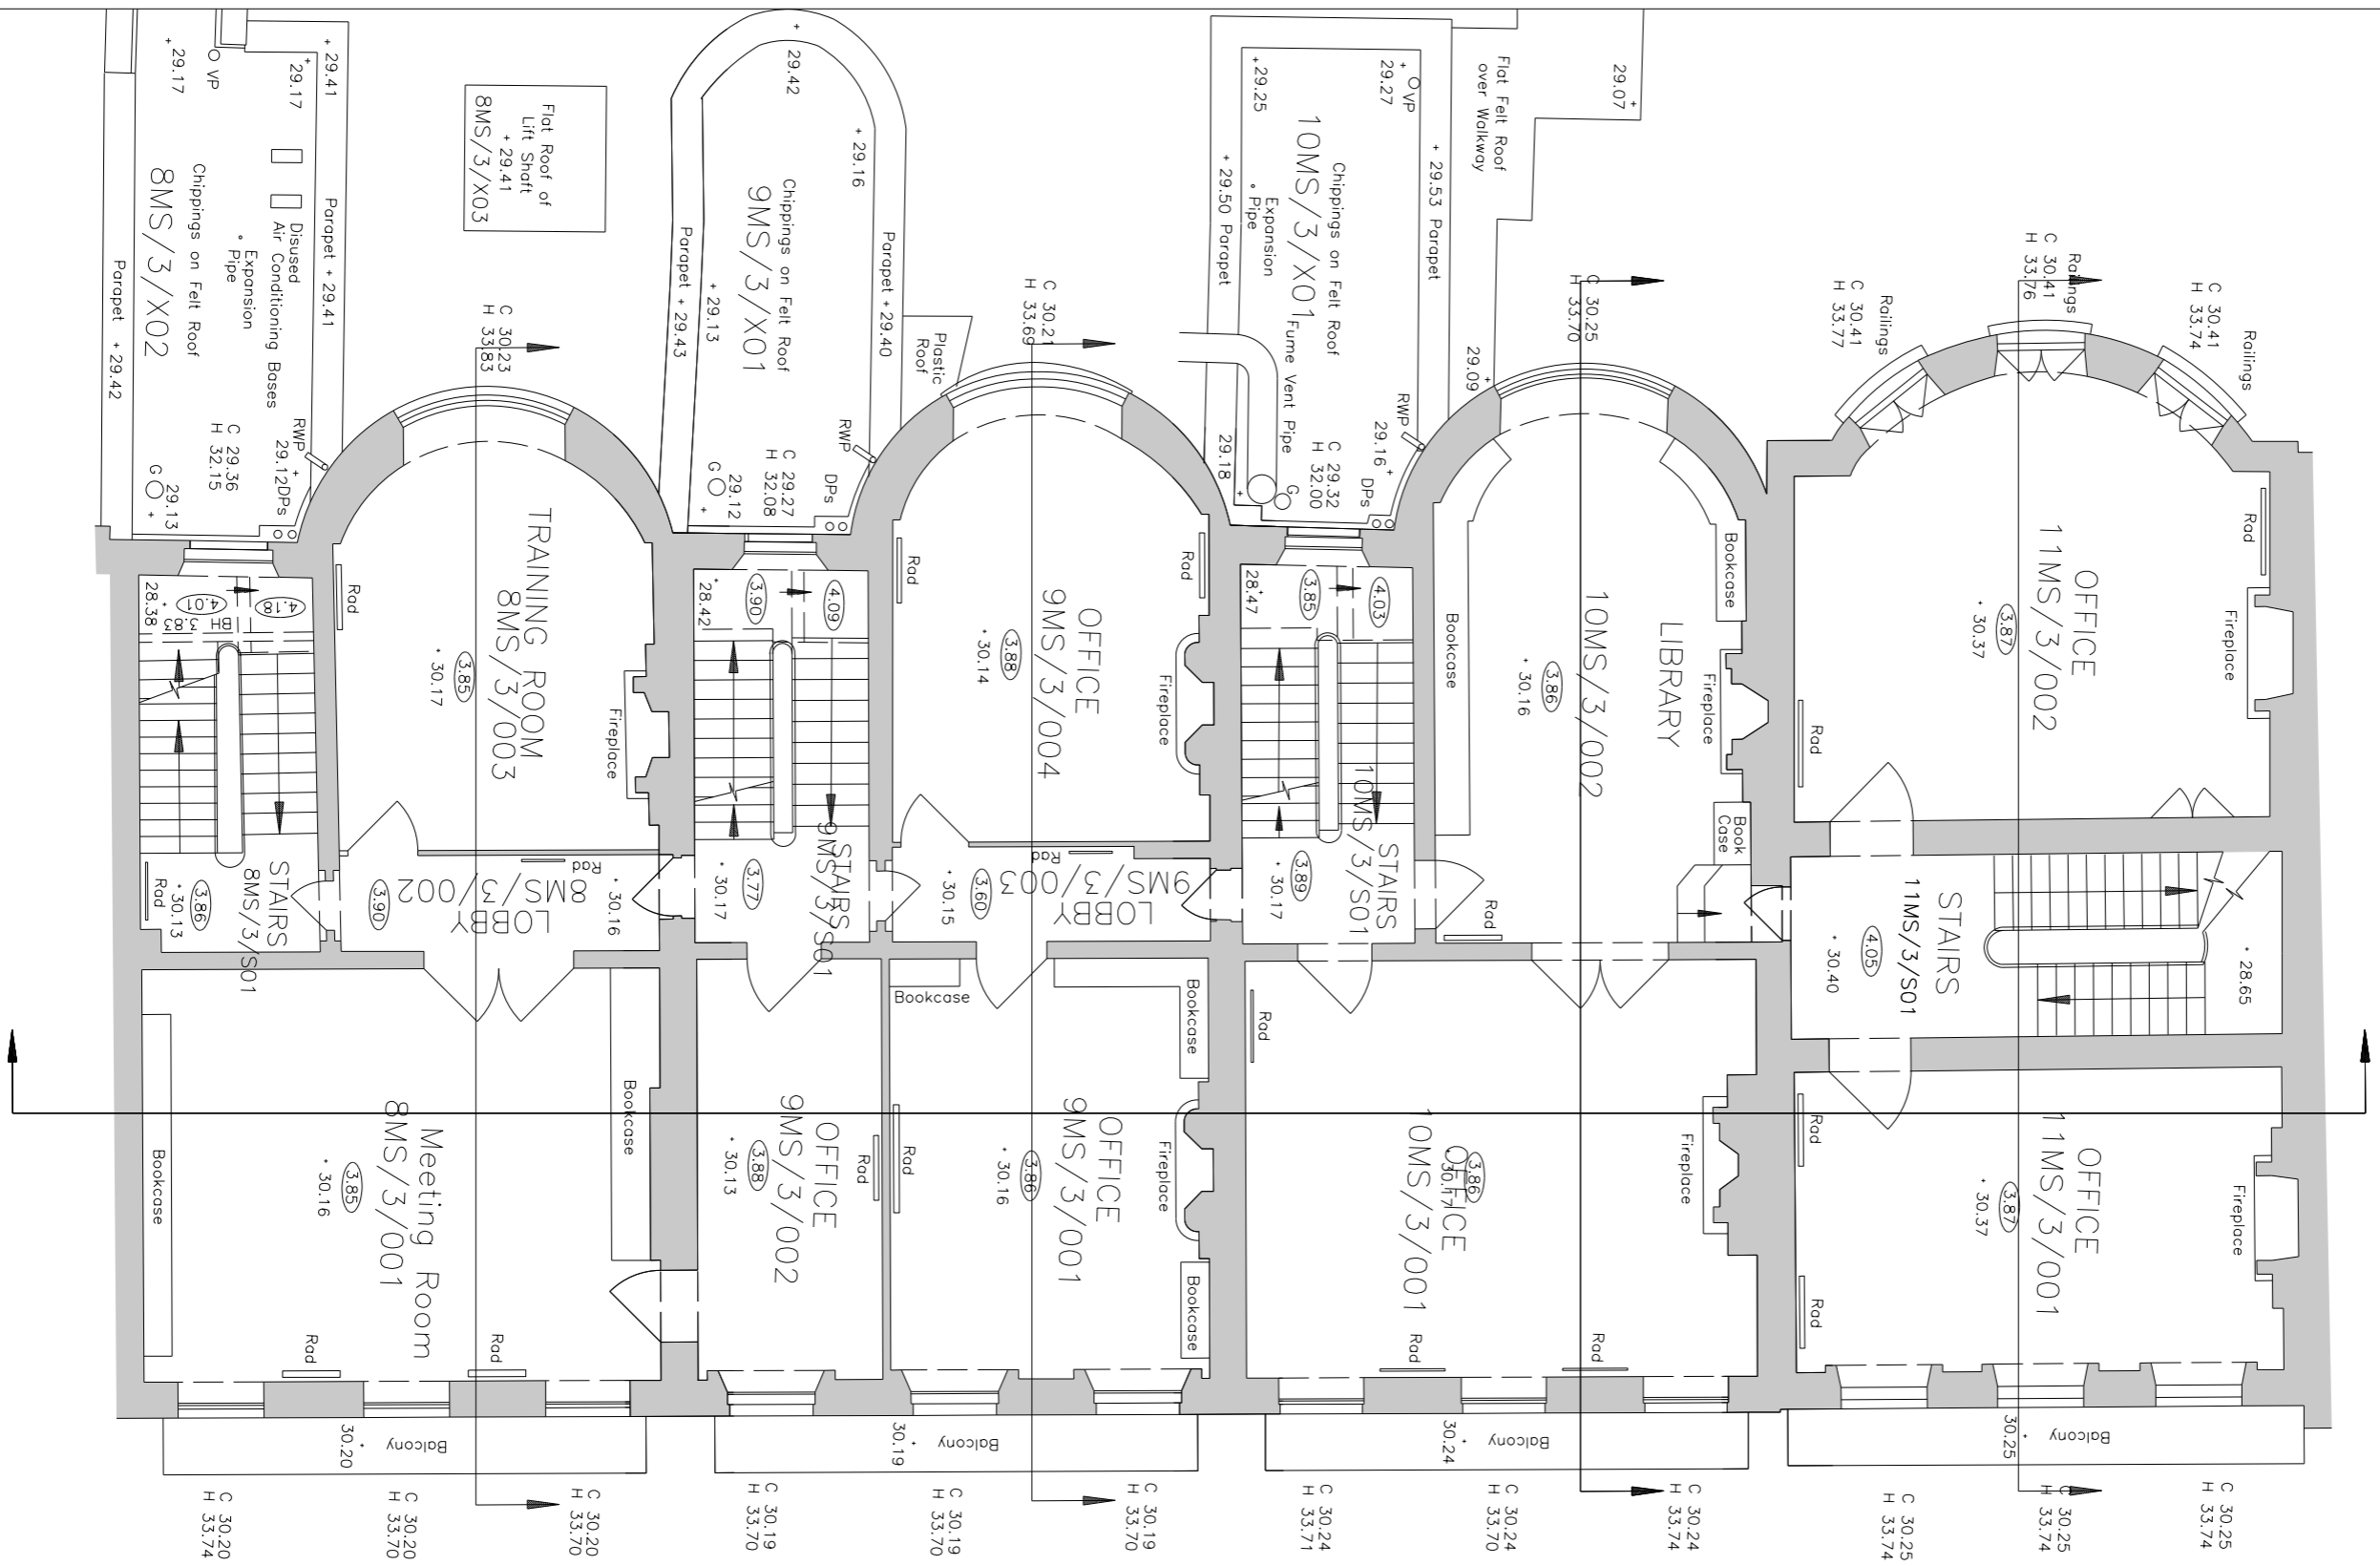 + 29.41
29.17
+ 29.17
VP
Disused
Air Conditioning Bases
Expansion
Pipe
Chippings on Felt Roof
8MS/3/X02
Parapet + 29.41
Parapet + 29.42
RWP
29.12
DPs
C 29.36
H 32.15
G
29.13
Flat Roof of
Lift Shaft
+ 29.41
8MS/3/X03
C 30.23
H 33.83
29.42
+ 29.16
Chippings on Felt Roof
9MS/3/X01
Parapet + 29.40
Parapet + 29.43
+ 29.13
Plastic
Roof
RWP
DPs
C 29.27
H 32.08
G
29.12
C 30.21
H 33.69
VP
29.27
+ 29.25
Chippings on Felt Roof
10MS/3/X01
Expansion
Pipe
+ 29.53 Parapet
+ 29.50 Parapet
Fume Vent Pipe
29.18
G
RWP
29.16
DPs
C 29.32
H 32.00
Flat Felt Roof
over Walkway
29.07
29.09
C 30.25
H 33.70
Railings
C 30.41
H 33.77
Railings
C 30.41
H 33.76
Railings
C 30.41
H 33.74
TRAINING ROOM
8MS/3/003
3.85
30.17
Rad
Fireplace
28.38
4.01
4.18
BH 3.83
STAIRS
8MS/3/S01
3.86
30.13
Rad
LOBBY
8MS/3/002
3.90
Rad
30.16
28.42
3.90
4.09
STAIRS
9MS/3/S01
3.77
30.17
OFFICE
9MS/3/004
3.88
30.14
Rad
Rad
Fireplace
LOBBY
9MS/3/003
3.60
30.15
Rad
28.47
3.85
4.03
STAIRS
10MS/3/S01
3.89
30.17
LIBRARY
10MS/3/002
3.86
30.16
Bookcase
Bookcase
Fireplace
Book
Case
Rad
OFFICE
11MS/3/002
3.87
30.37
Rad
Rad
Fireplace
STAIRS
11MS/3/S01
4.05
30.40
28.65
Meeting Room
8MS/3/001
3.85
30.16
Bookcase
Bookcase
Rad
Rad
OFFICE
9MS/3/002
3.88
30.13
Rad
OFFICE
9MS/3/001
3.86
30.16
Rad
Bookcase
Bookcase
Bookcase
Fireplace
OFFICE
10MS/3/001
3.86
30.17
Rad
Rad
Rad
Fireplace
OFFICE
11MS/3/001
3.87
30.37
Rad
Rad
Fireplace
30.20
Balcony
30.19
Balcony
30.24
Balcony
30.25
Balcony
C 30.20
H 33.74
C 30.20
H 33.70
C 30.20
H 33.70
C 30.19
H 33.70
C 30.19
H 33.70
C 30.19
H 33.70
C 30.24
H 33.71
C 30.24
H 33.70
C 30.24
H 33.74
C 30.25
H 33.74
C 30.25
H 33.74
C 30.25
H 33.74